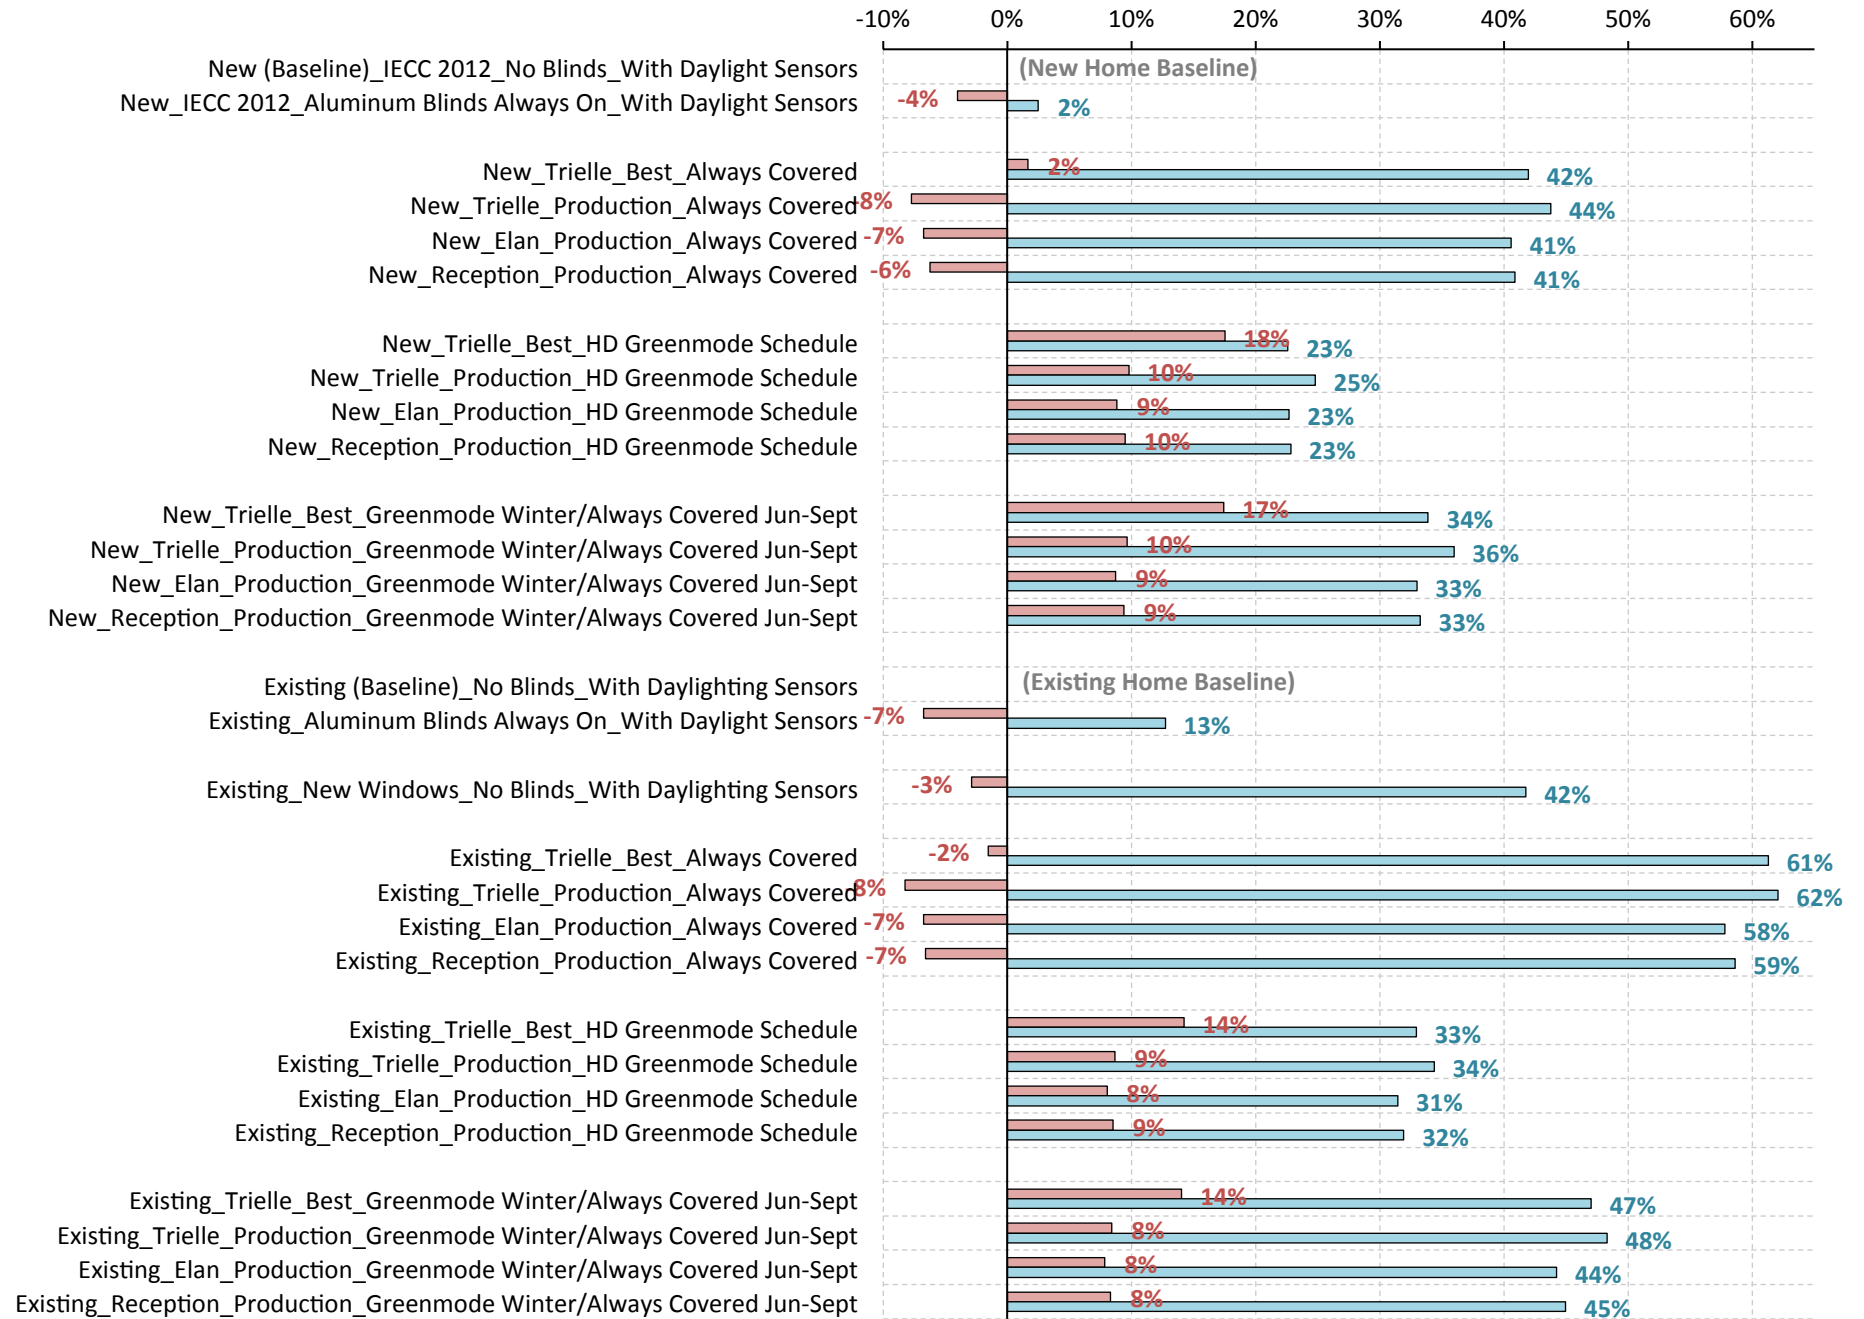 -10% 0% 10% 20% 30% 40% 50% 60%
New (Baseline)_IECC 2012_No Blinds_With Daylight Sensors (New Home Baseline)
New_IECC 2012_Aluminum Blinds Always On_With Daylight Sensors -4% 2%
New_Trielle_Best_Always Covered 2% 42%
New_Trielle_Production_Always Covered -8% 44%
New_Elan_Production_Always Covered -7% 41%
New_Reception_Production_Always Covered -6% 41%
New_Trielle_Best_HD Greenmode Schedule 18% 23%
New_Trielle_Production_HD Greenmode Schedule 10% 25%
New_Elan_Production_HD Greenmode Schedule 9% 23%
New_Reception_Production_HD Greenmode Schedule 10% 23%
New_Trielle_Best_Greenmode Winter/Always Covered Jun-Sept 17% 34%
New_Trielle_Production_Greenmode Winter/Always Covered Jun-Sept 10% 36%
New_Elan_Production_Greenmode Winter/Always Covered Jun-Sept 9% 33%
New_Reception_Production_Greenmode Winter/Always Covered Jun-Sept 9% 33%
Existing (Baseline)_No Blinds_With Daylighting Sensors (Existing Home Baseline)
Existing_Aluminum Blinds Always On_With Daylight Sensors -7% 13%
Existing_New Windows_No Blinds_With Daylighting Sensors -3% 42%
Existing_Trielle_Best_Always Covered -2% 61%
Existing_Trielle_Production_Always Covered -8% 62%
Existing_Elan_Production_Always Covered -7% 58%
Existing_Reception_Production_Always Covered -7% 59%
Existing_Trielle_Best_HD Greenmode Schedule 14% 33%
Existing_Trielle_Production_HD Greenmode Schedule 9% 34%
Existing_Elan_Production_HD Greenmode Schedule 8% 31%
Existing_Reception_Production_HD Greenmode Schedule 9% 32%
Existing_Trielle_Best_Greenmode Winter/Always Covered Jun-Sept 14% 47%
Existing_Trielle_Production_Greenmode Winter/Always Covered Jun-Sept 8% 48%
Existing_Elan_Production_Greenmode Winter/Always Covered Jun-Sept 8% 44%
Existing_Reception_Production_Greenmode Winter/Always Covered Jun-Sept 8% 45%